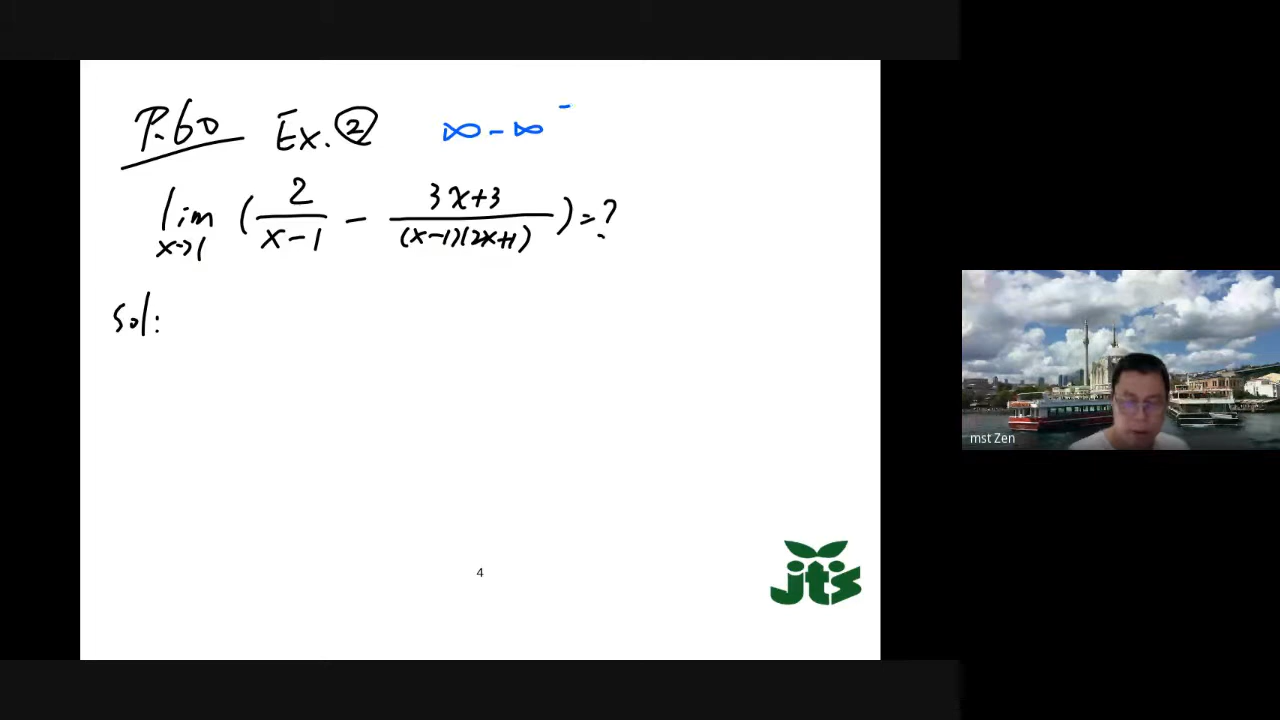 P.60 Ex. ② ∞-∞
lim x→1 ( 2/(x-1) - (3x+3)/((x-1)(2x+1)) ) = ?
Sol:
4
jts
mst Zen